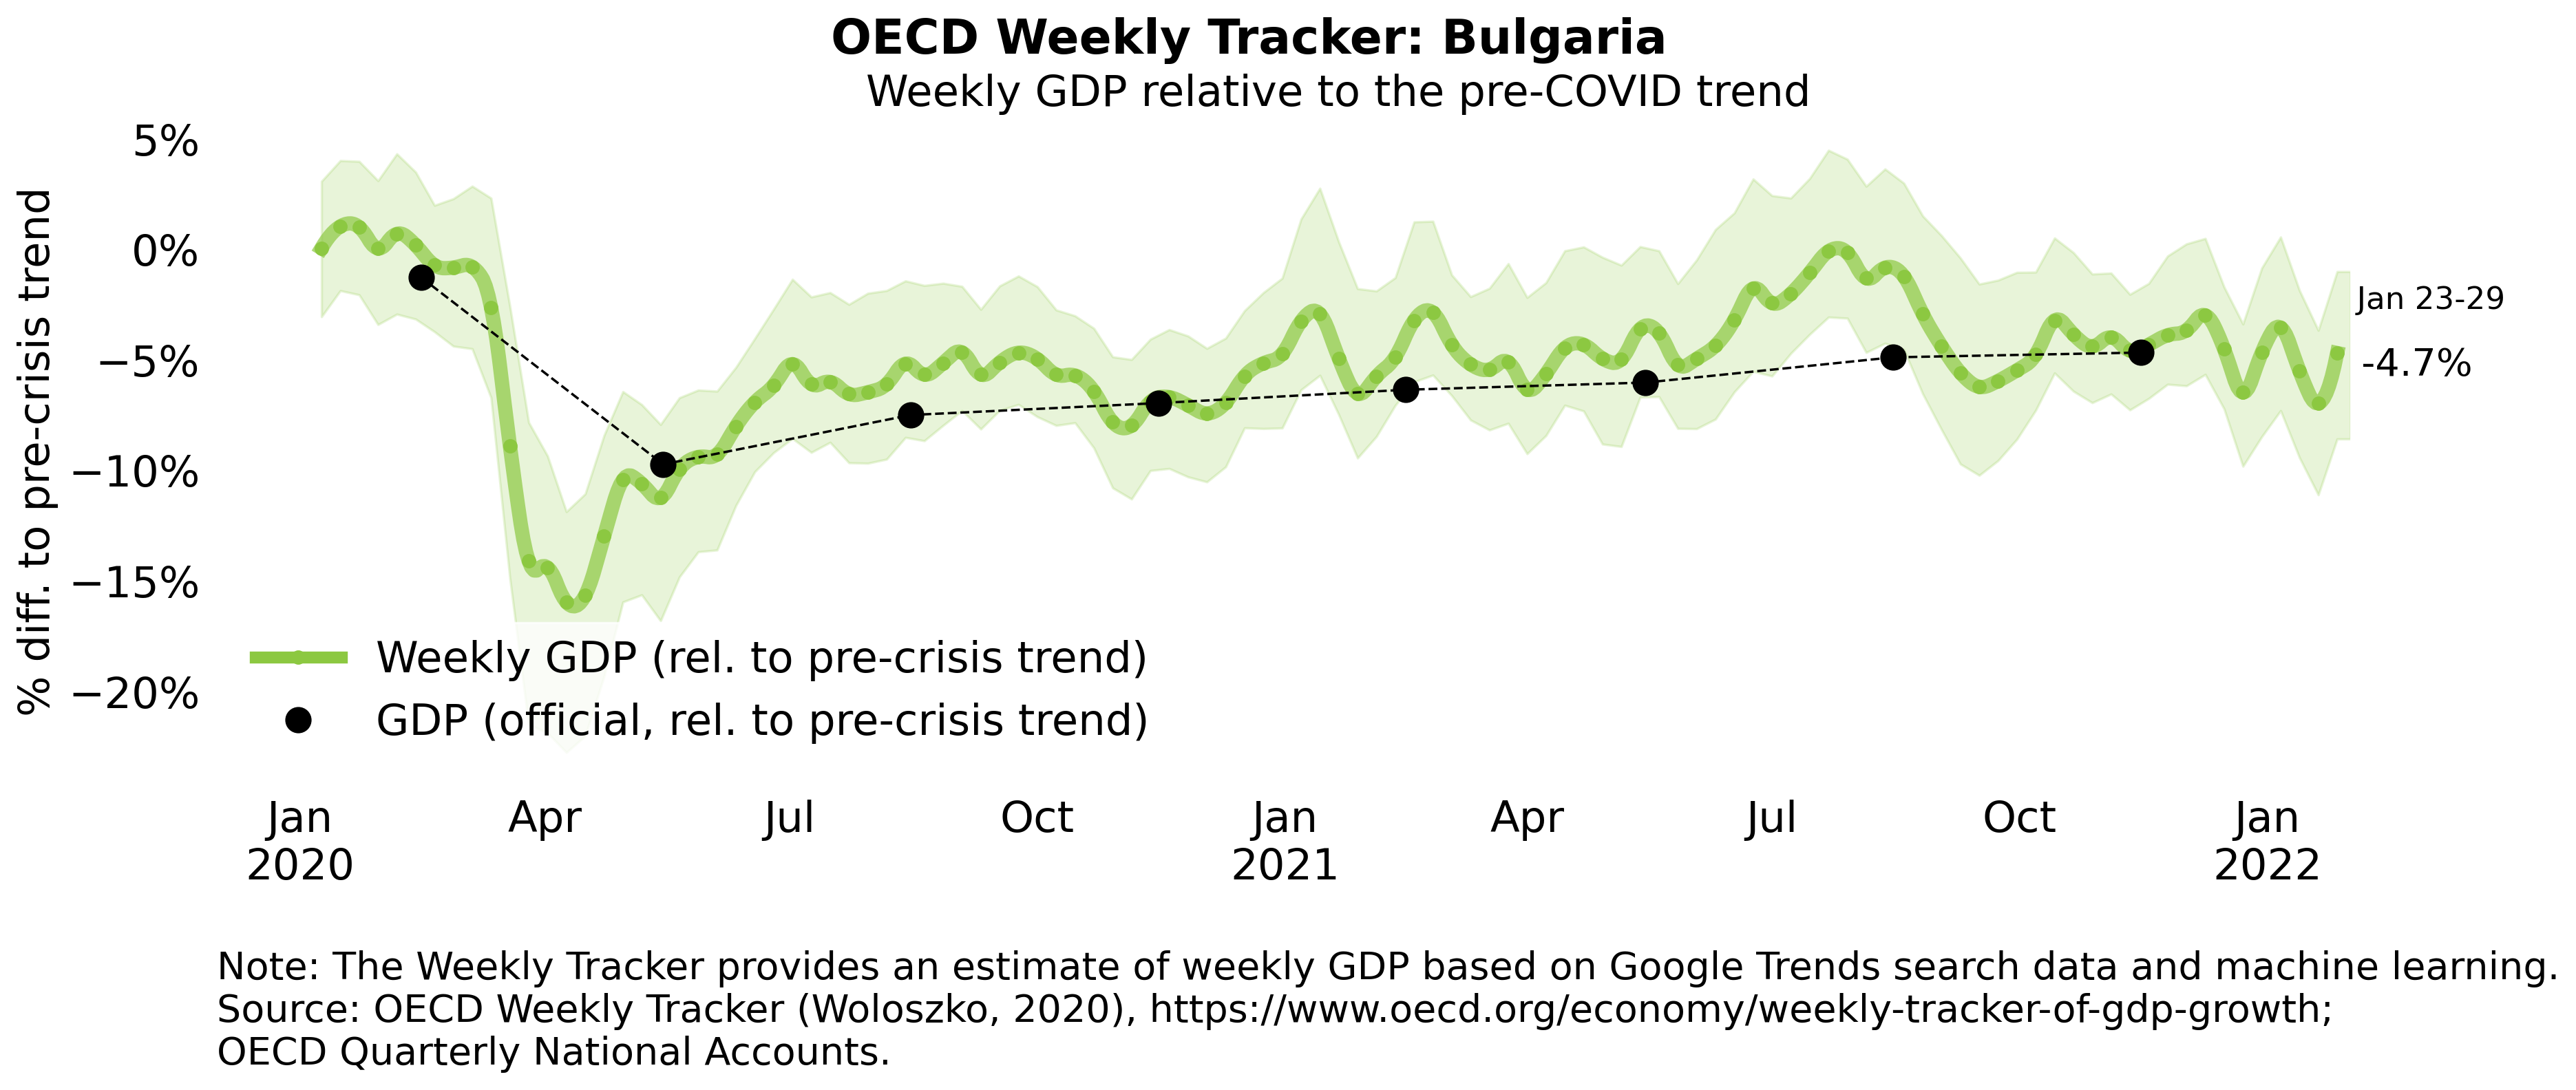 OECD Weekly Tracker: Bulgaria
Weekly GDP relative to the pre-COVID trend
% diff. to pre-crisis trend
5%
0%
−5%
−10%
−15%
−20%
Jan 23-29
-4.7%
Weekly GDP (rel. to pre-crisis trend)
GDP (official, rel. to pre-crisis trend)
Jan Apr Jul Oct Jan Apr Jul Oct Jan
2020 2021 2022
Note: The Weekly Tracker provides an estimate of weekly GDP based on Google Trends search data and machine learning.
Source: OECD Weekly Tracker (Woloszko, 2020), https://www.oecd.org/economy/weekly-tracker-of-gdp-growth;
OECD Quarterly National Accounts.